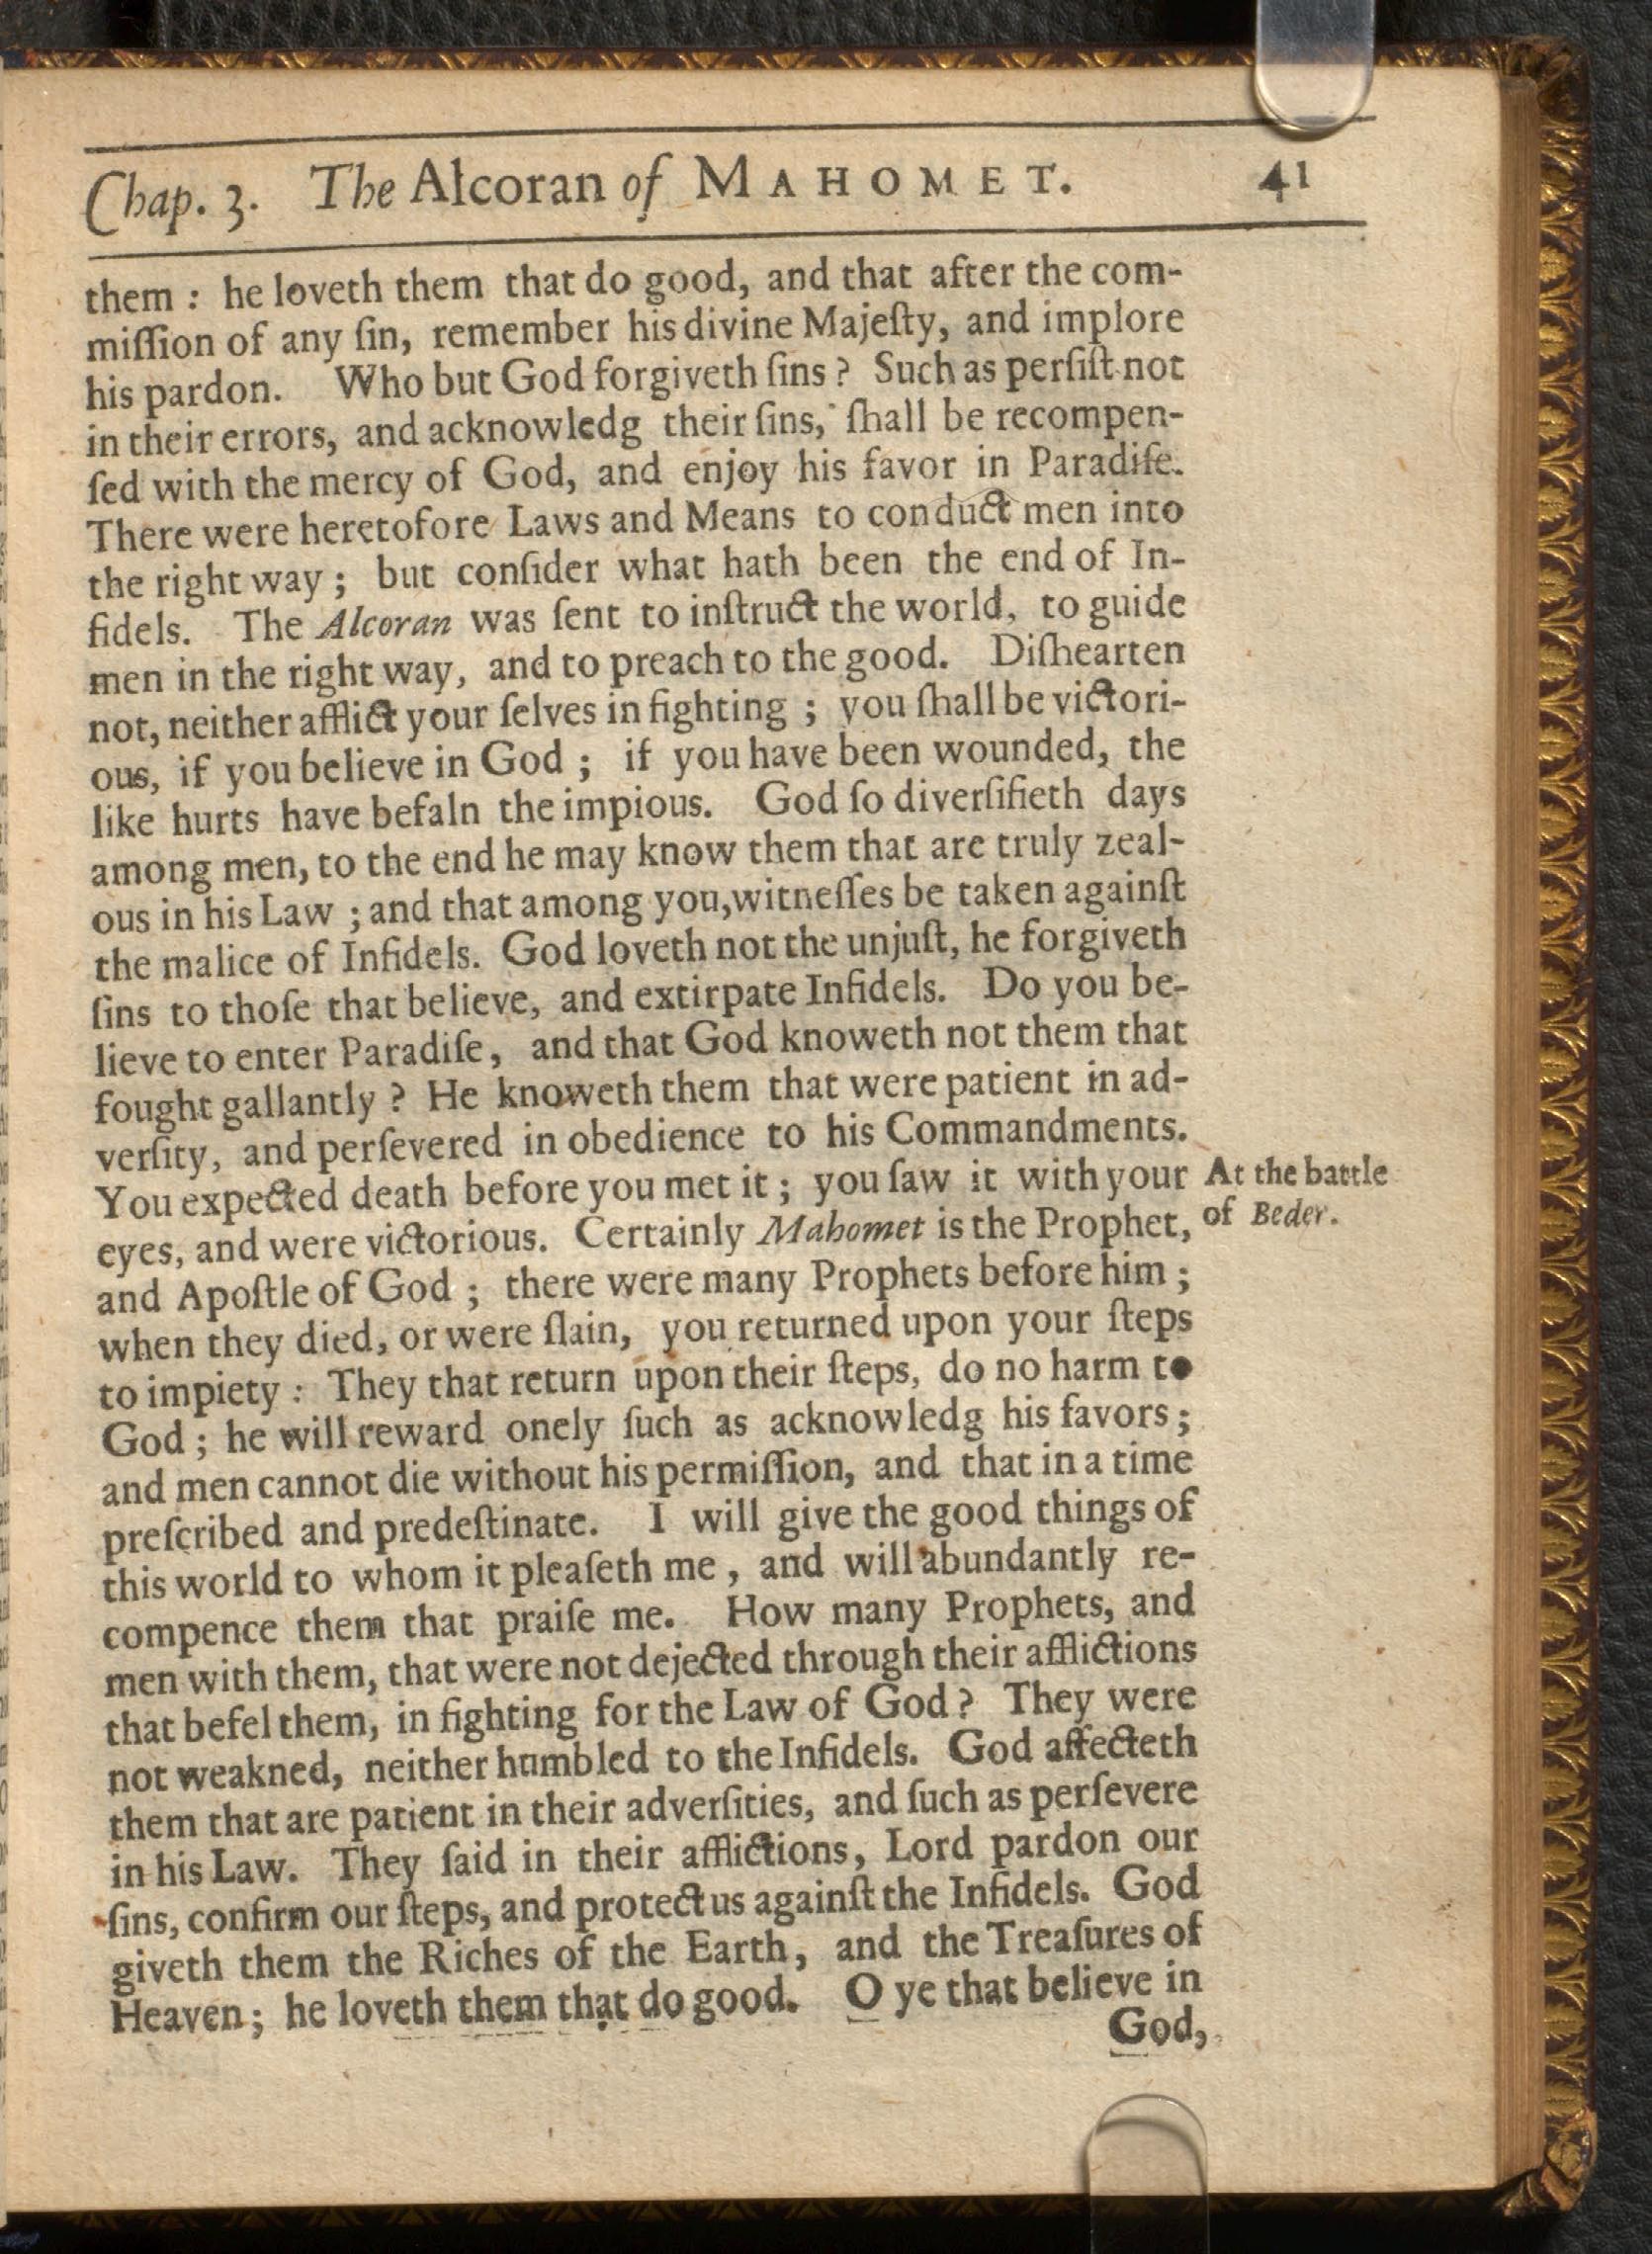 Chap. 3. The Alcoran of MAHOMET. 41
them : he loveth them that do good, and that after the com-
miſſion of any ſin, remember his divine Majeſty, and implore
his pardon. Who but God forgiveth ſins ? Such as perſiſt not
in their errors, and acknowledg their ſins, ſhall be recompen-
ſed with the mercy of God, and enjoy his favor in Paradiſe.
There were heretofore Laws and Means to conduct men into
the right way ; but conſider what hath been the end of In-
fidels. The Alcoran was ſent to inſtruct the world, to guide
men in the right way, and to preach to the good. Diſhearten
not, neither afflict your ſelves in fighting ; you ſhall be victori-
ous, if you believe in God ; if you have been wounded, the
like hurts have befaln the impious. God ſo diverſifieth days
among men, to the end he may know them that are truly zeal-
ous in his Law ; and that among you, witneſſes be taken againſt
the malice of Infidels. God loveth not the unjuſt, he forgiveth
ſins to thoſe that believe, and extirpate Infidels. Do you be-
lieve to enter Paradiſe, and that God knoweth not them that
fought gallantly ? He knoweth them that were patient in ad-
verſity, and perſevered in obedience to his Commandments.
You expected death before you met it ; you ſaw it with your
eyes, and were victorious. Certainly Mahomet is the Prophet,
and Apoſtle of God ; there were many Prophets before him ;
when they died, or were ſlain, you returned upon your ſteps
to impiety : They that return upon their ſteps, do no harm to
God ; he will reward onely ſuch as acknowledg his favors ;
and men cannot die without his permiſſion, and that in a time
preſcribed and predeſtinate. I will give the good things of
this world to whom it pleaſeth me , and will abundantly re-
compence them that praiſe me. How many Prophets, and
men with them, that were not dejected through their afflictions
that befel them, in fighting for the Law of God ? They were
not weakned, neither humbled to the Infidels. God affecteth
them that are patient in their adverſities, and ſuch as perſevere
in his Law. They ſaid in their afflictions, Lord pardon our
ſins, confirm our ſteps, and protect us againſt the Infidels. God
giveth them the Riches of the Earth, and the Treaſures of
Heaven ; he loveth them that do good. O ye that believe in
God,
At the battle
of Beder.